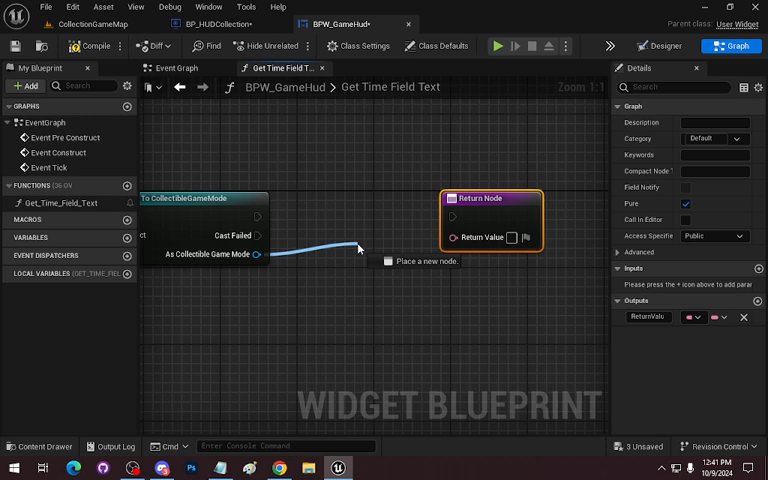 File Edit Asset View Debug Window Tools Help
CollectionGameMap BP_HUDCollection• BPW_GameHud• Parent class: User Widget
Compile Diff Find Hide Unrelated Class Settings Class Defaults Designer Graph
My Blueprint Event Graph Get Time Field T... Details
Add Search BPW_GameHud > Get Time Field Text Zoom 1:1 Search
GRAPHS
EventGraph
Event Pre Construct
Event Construct
Event Tick
FUNCTIONS (36 OV
Get_Time_Field_Text
MACROS
VARIABLES
EVENT DISPATCHERS
LOCAL VARIABLES (GET_TIME_FIEL
To CollectibleGameMode
ct Cast Failed
As Collectible Game Mode
Place a new node.
Return Node
Return Value
WIDGET BLUEPRINT
Graph
Description
Category Default
Keywords
Compact Node T
Field Notify
Pure
Call In Editor
Access Specifie Public
Advanced
Inputs
Please press the + icon above to add parar
Outputs
ReturnValu
Content Drawer Output Log Cmd Enter Console Command 3 Unsaved Revision Control
12:41 PM
10/9/2024